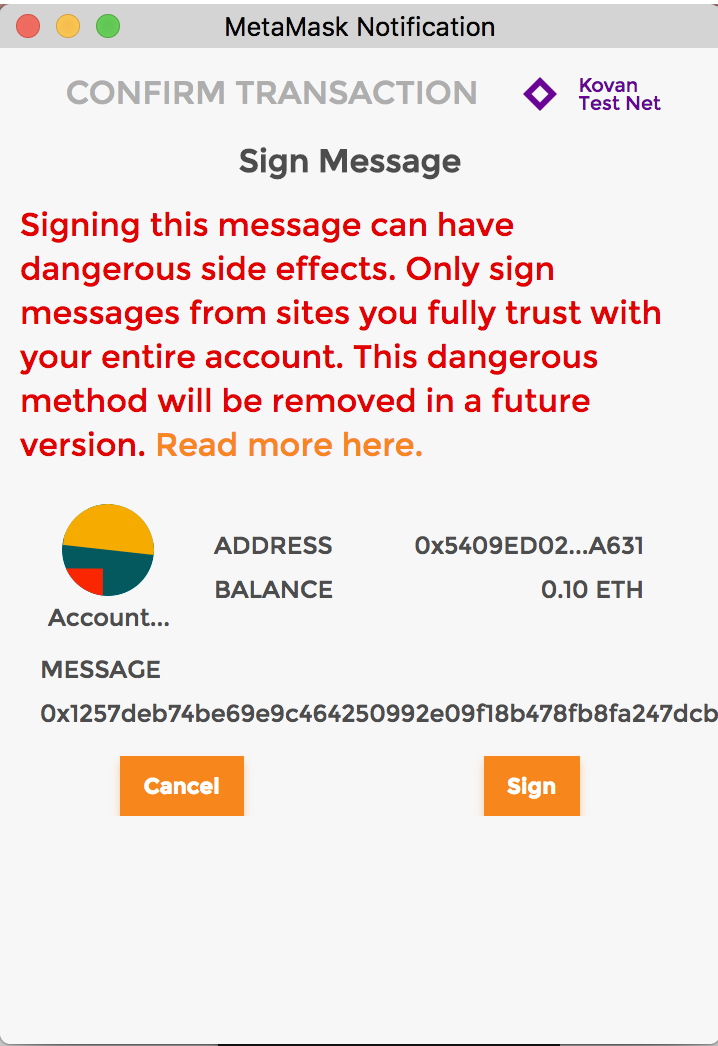 MetaMask Notification
CONFIRM TRANSACTION
Kovan
Test Net
Sign Message
Signing this message can have
dangerous side effects. Only sign
messages from sites you fully trust with
your entire account. This dangerous
method will be removed in a future
version. Read more here.
ADDRESS 0x5409ED02...A631
BALANCE 0.10 ETH
Account...
MESSAGE
0x1257deb74be69e9c464250992e09f18b478fb8fa247dcb
Cancel Sign